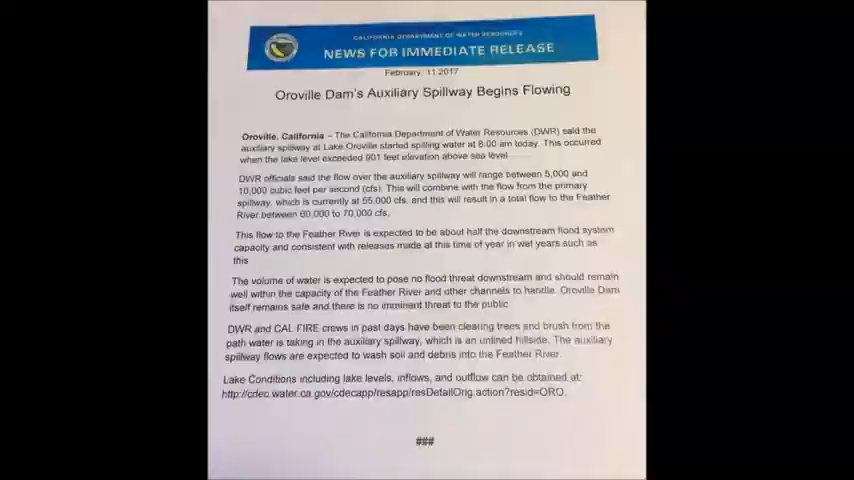 CALIFORNIA DEPARTMENT OF WATER RESOURCES
NEWS FOR IMMEDIATE RELEASE
February, 11 2017
Oroville Dam's Auxiliary Spillway Begins Flowing
Oroville, California – The California Department of Water Resources (DWR) said the
auxiliary spillway at Lake Oroville started spilling water at 8:00 am today. This occurred
when the lake level exceeded 901 feet elevation above sea level
DWR officials said the flow over the auxiliary spillway will range between 5,000 and
10,000 cubic feet per second (cfs). This will combine with the flow from the primary
spillway, which is currently at 55,000 cfs, and this will result in a total flow to the Feather
River between 60,000 to 70,000 cfs.
This flow to the Feather River is expected to be about half the downstream flood system
capacity and consistent with releases made at this time of year in wet years such as
this
The volume of water is expected to pose no flood threat downstream and should remain
well within the capacity of the Feather River and other channels to handle. Oroville Dam
itself remains safe and there is no imminent threat to the public
DWR and CAL FIRE crews in past days have been clearing trees and brush from the
path water is taking in the auxiliary spillway, which is an unlined hillside. The auxiliary
spillway flows are expected to wash soil and debris into the Feather River.
Lake Conditions including lake levels, inflows, and outflow can be obtained at:
http://cdec.water.ca.gov/cdecapp/resapp/resDetailOrig.action?resid=ORO.
###